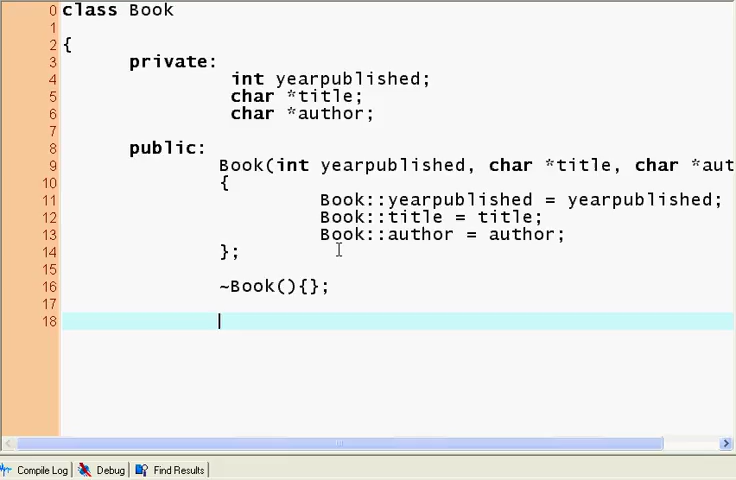 0 class Book
1
2 {
3 private:
4 int yearpublished;
5 char *title;
6 char *author;
7
8 public:
9 Book(int yearpublished, char *title, char *aut
10 {
11 Book::yearpublished = yearpublished;
12 Book::title = title;
13 Book::author = author;
14 };
15
16 ~Book(){};
17
18
Compile Log Debug Find Results